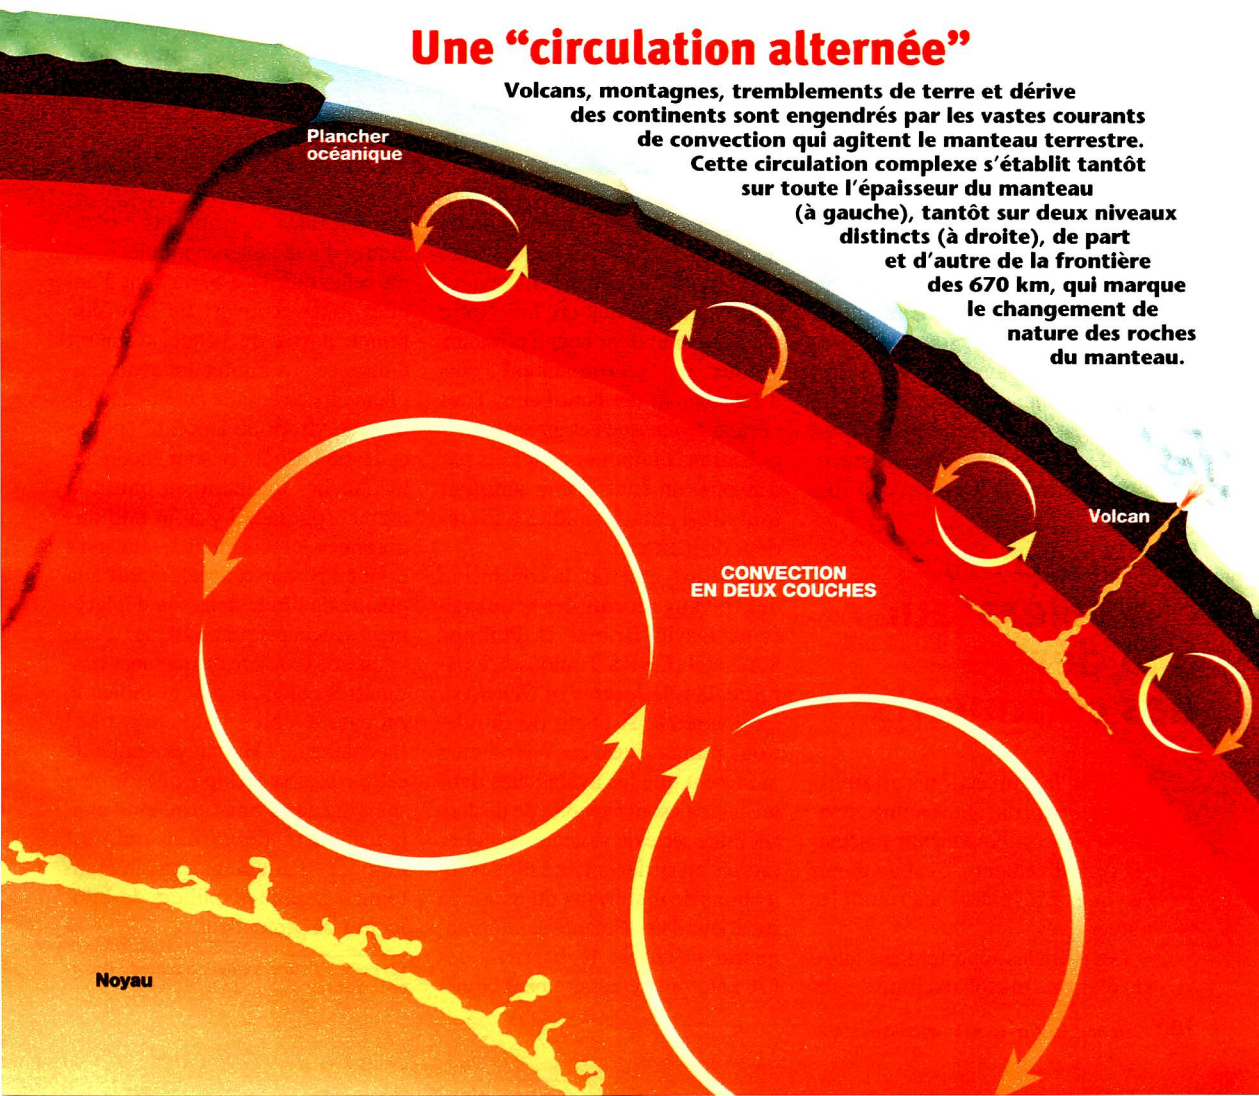 Une “circulation alternée”
Volcans, montagnes, tremblements de terre et dérive
des continents sont engendrés par les vastes courants
de convection qui agitent le manteau terrestre.
Cette circulation complexe s’établit tantôt
sur toute l’épaisseur du manteau
(à gauche), tantôt sur deux niveaux
distincts (à droite), de part
et d’autre de la frontière
des 670 km, qui marque
le changement de
nature des roches
du manteau.
Plancher
océanique
Volcan
CONVECTION
EN DEUX COUCHES
Noyau